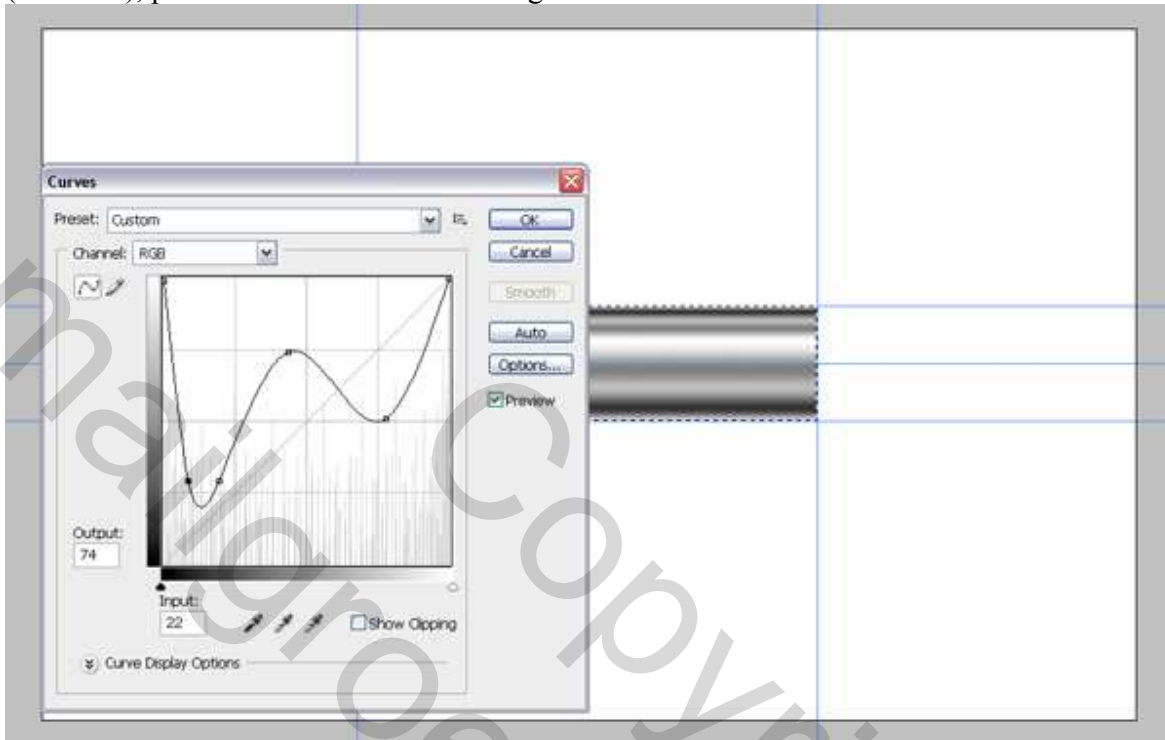 Curves
Preset: Custom
OK
Channel: RGB
Cancel
Smooth
Auto
Options...
Preview
Output:
74
Input:
22
Show Clipping
Curve Display Options